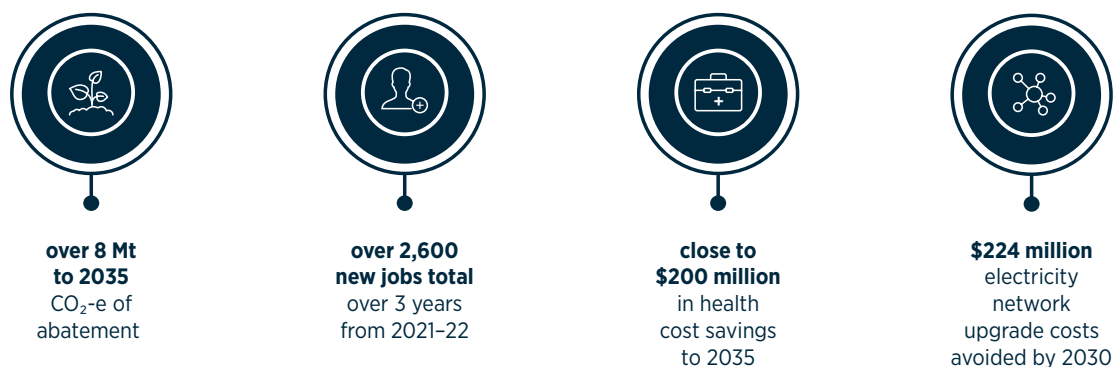 over 8 Mt
to 2035
CO₂-e of
abatement
over 2,600
new jobs total
over 3 years
from 2021–22
close to
$200 million
in health
cost savings
to 2035
$224 million
electricity
network
upgrade costs
avoided by 2030